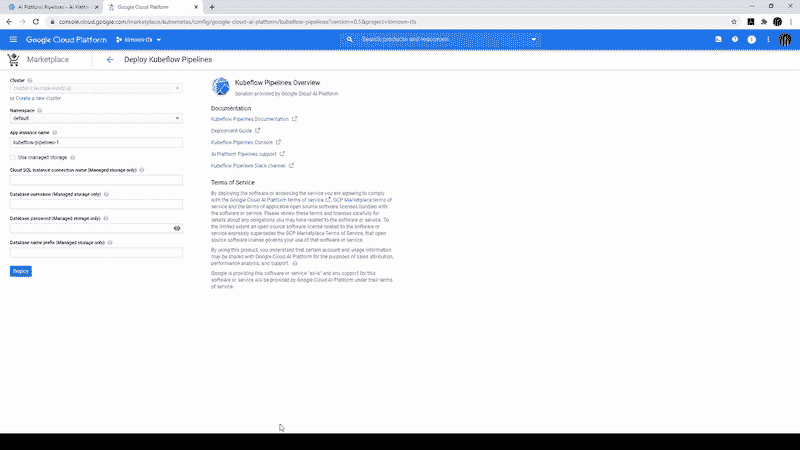 AI Platform Pipelines – AI Platform
Google Cloud Platform
console.cloud.google.com/marketplace/kubernetes/config/google-cloud-ai-platform/kubeflow-pipelines?version=0.5&project=kimoon-tfx
Google Cloud Platform
kimoon-tfx
Search products and resources
Marketplace
Deploy Kubeflow Pipelines
Cluster
or Create a new cluster
Namespace
default
App instance name
kubeflow-pipelines-1
Use managed storage
Cloud SQL instance connection name (Managed storage only)
Database username (Managed storage only)
Database password (Managed storage only)
Database name prefix (Managed storage only)
Deploy
Kubeflow Pipelines Overview
Solution provided by Google Cloud AI Platform
Documentation
Kubeflow Pipelines Documentation
Deployment Guide
Kubeflow Pipelines Console
AI Platform Pipelines support
Kubeflow Pipelines Slack channel
Terms of Service
By deploying the software or accessing the service you are agreeing to
comply with the Google Cloud AI Platform terms of service, GCP Marketplace terms of
service and the terms of applicable open source software licenses bundled with
the software or service. Please review these terms and licenses carefully for
details about any obligations you may have related to the software or service. To
the limited extent an open source software license related to the software or
service expressly supersedes the GCP Marketplace Terms of Service, that open
source software license governs your use of that software or service.
By using this product, you understand that certain account and usage information
may be shared with Google Cloud AI Platform for the purposes of sales attribution,
performance analysis, and support.
Google is providing this software or service "as-is" and any support for this
software or service will be provided by Google Cloud AI Platform under their terms
of service.